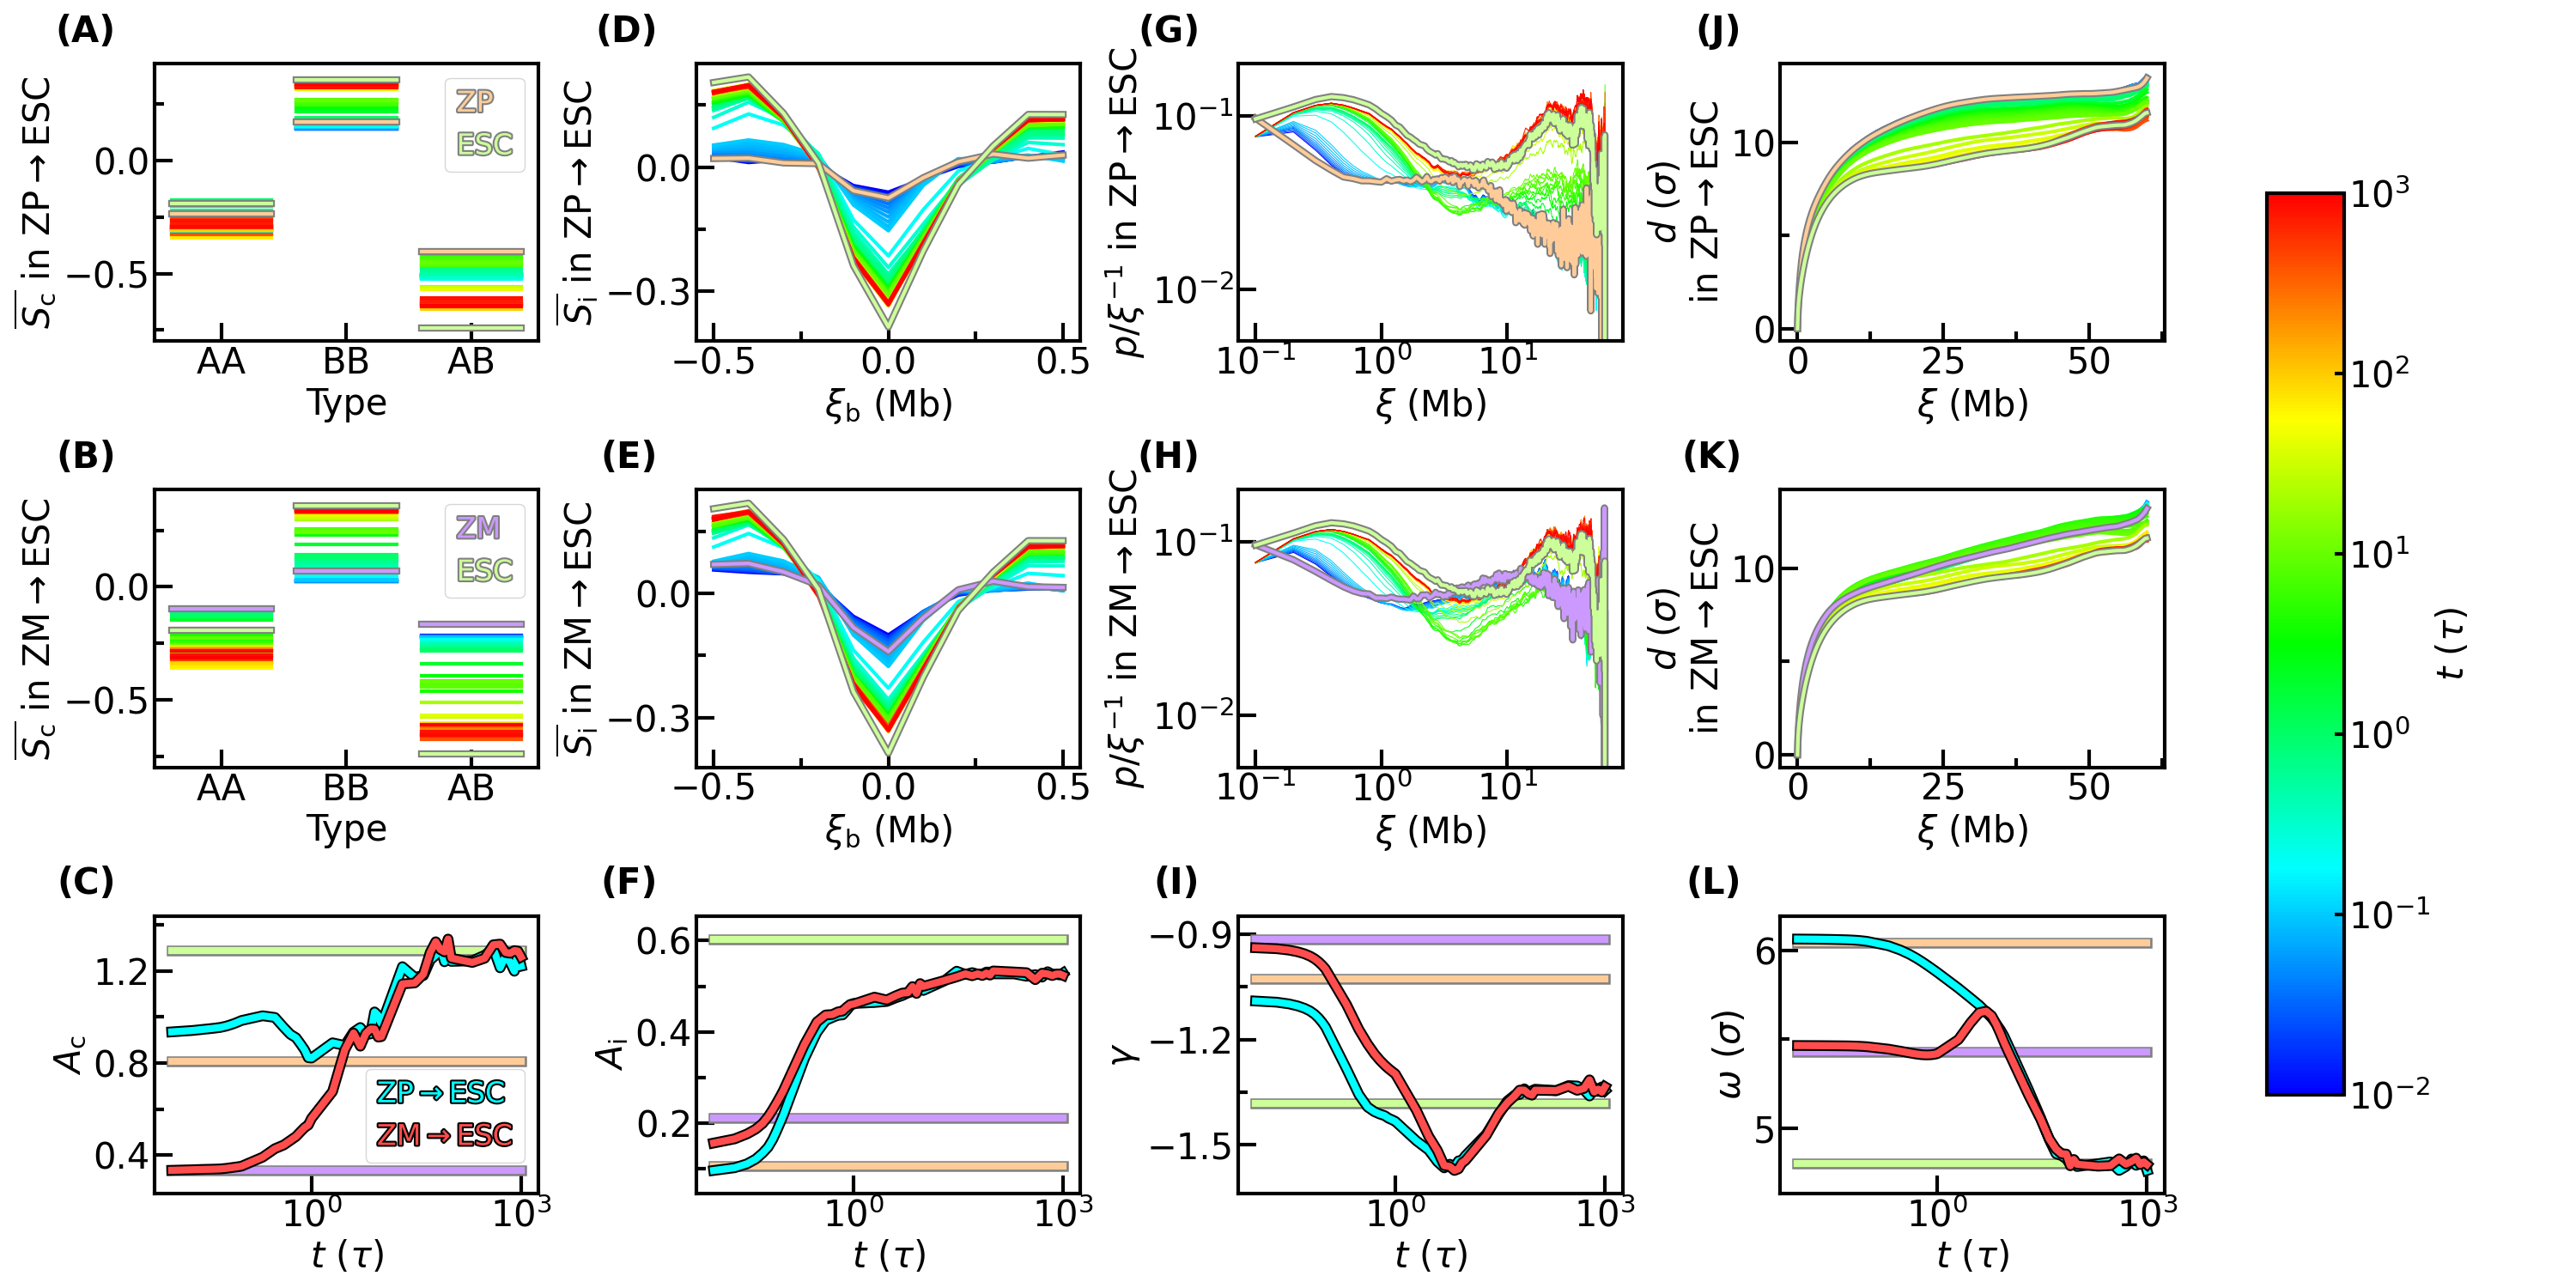 (A)
(D)
(G)
(J)
S̅c in ZP→ESC
0.0
−0.5
ZP
ESC
AA BB AB
Type
S̅i in ZP→ESC
0.0
−0.3
−0.5 0.0 0.5
ξb (Mb)
p/ξ⁻¹ in ZP→ESC
10⁻¹
10⁻²
10⁻¹ 10⁰ 10¹
ξ (Mb)
d (σ)
in ZP→ESC
10
0
0 25 50
ξ (Mb)
(B)
(E)
(H)
(K)
S̅c in ZM→ESC
0.0
−0.5
ZM
ESC
AA BB AB
Type
S̅i in ZM→ESC
0.0
−0.3
−0.5 0.0 0.5
ξb (Mb)
p/ξ⁻¹ in ZM→ESC
10⁻¹
10⁻²
10⁻¹ 10⁰ 10¹
ξ (Mb)
d (σ)
in ZM→ESC
10
0
0 25 50
ξ (Mb)
(C)
(F)
(I)
(L)
Ac
1.2
0.8
0.4
ZP→ESC
ZM→ESC
10⁰ 10³
t (τ)
Ai
0.6
0.4
0.2
10⁰ 10³
t (τ)
γ
−0.9
−1.2
−1.5
10⁰ 10³
t (τ)
ω (σ)
6
5
10⁰ 10³
t (τ)
10³
10²
10¹
10⁰
10⁻¹
10⁻²
t (τ)